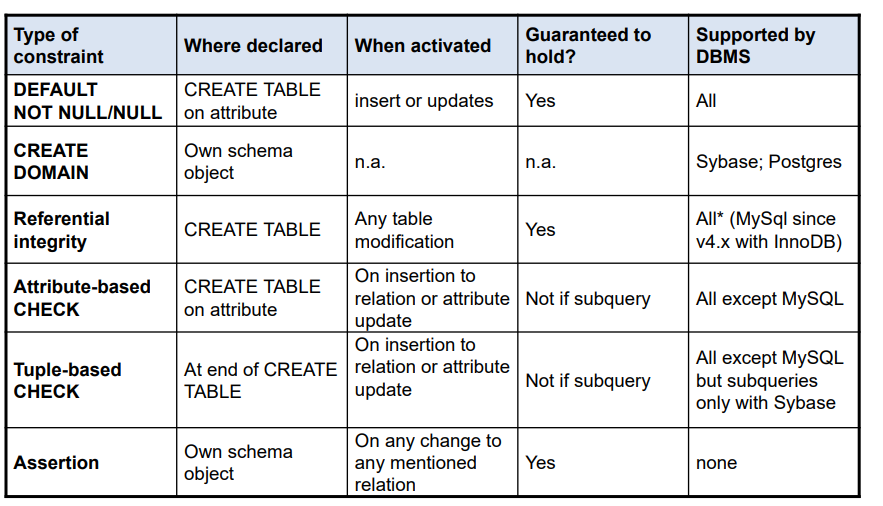 Type of
constraint
Where declared
When activated
Guaranteed to
hold?
Supported by
DBMS
DEFAULT
NOT NULL/NULL
CREATE TABLE
on attribute
insert or updates
Yes
All
CREATE
DOMAIN
Own schema
object
n.a.
n.a.
Sybase; Postgres
Referential
integrity
CREATE TABLE
Any table
modification
Yes
All* (MySql since
v4.x with InnoDB)
Attribute-based
CHECK
CREATE TABLE
on attribute
On insertion to
relation or attribute
update
Not if subquery
All except MySQL
Tuple-based
CHECK
At end of CREATE
TABLE
On insertion to
relation or attribute
update
Not if subquery
All except MySQL
but subqueries
only with Sybase
Assertion
Own schema
object
On any change to
any mentioned
relation
Yes
none